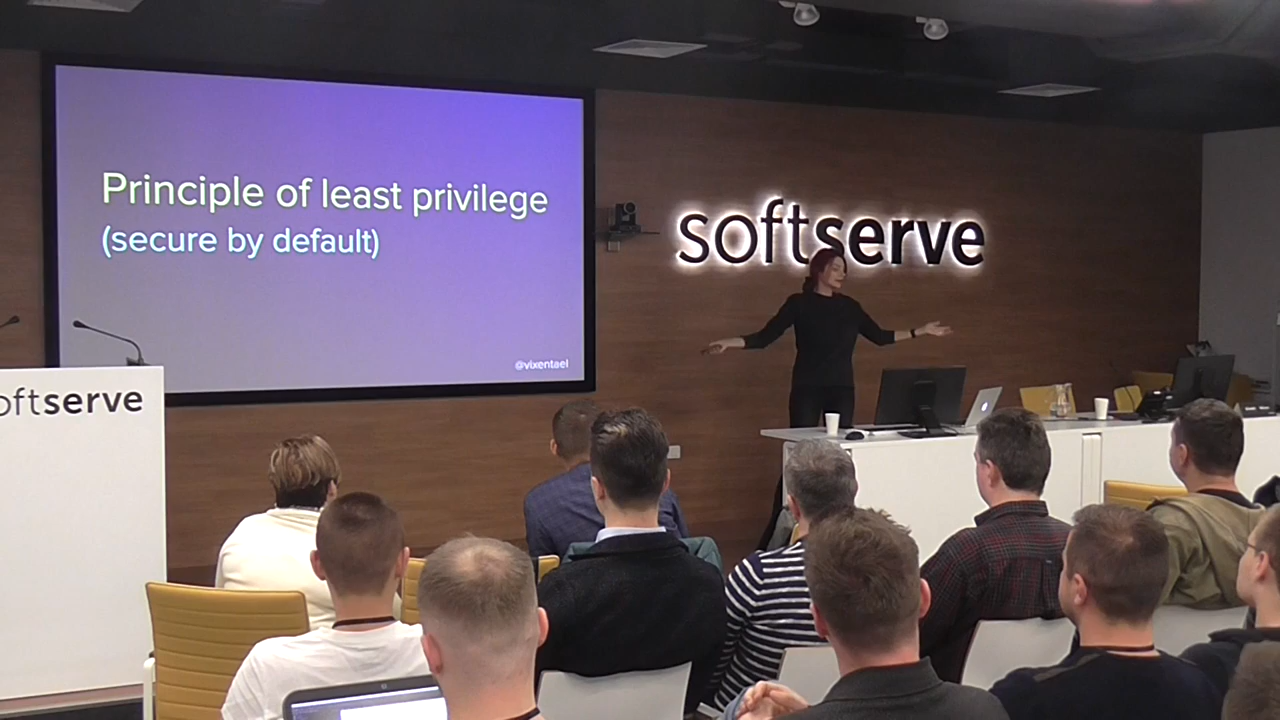 Principle of least privilege
(secure by default)
@vixentael
softserve
oftserve